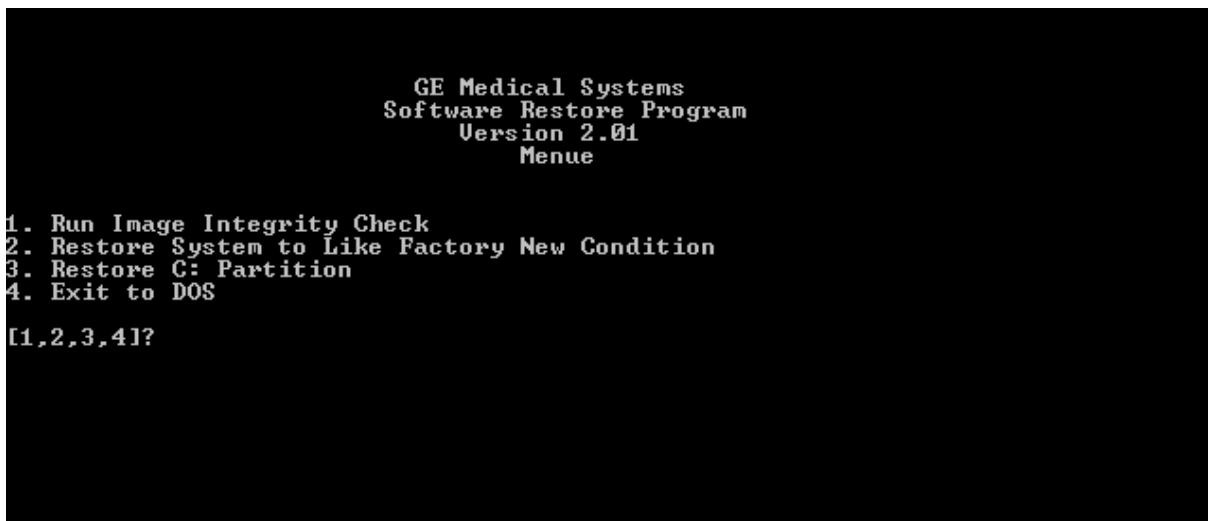 GE Medical Systems
Software Restore Program
Version 2.01
Menue
1. Run Image Integrity Check
2. Restore System to Like Factory New Condition
3. Restore C: Partition
4. Exit to DOS
[1,2,3,4]?